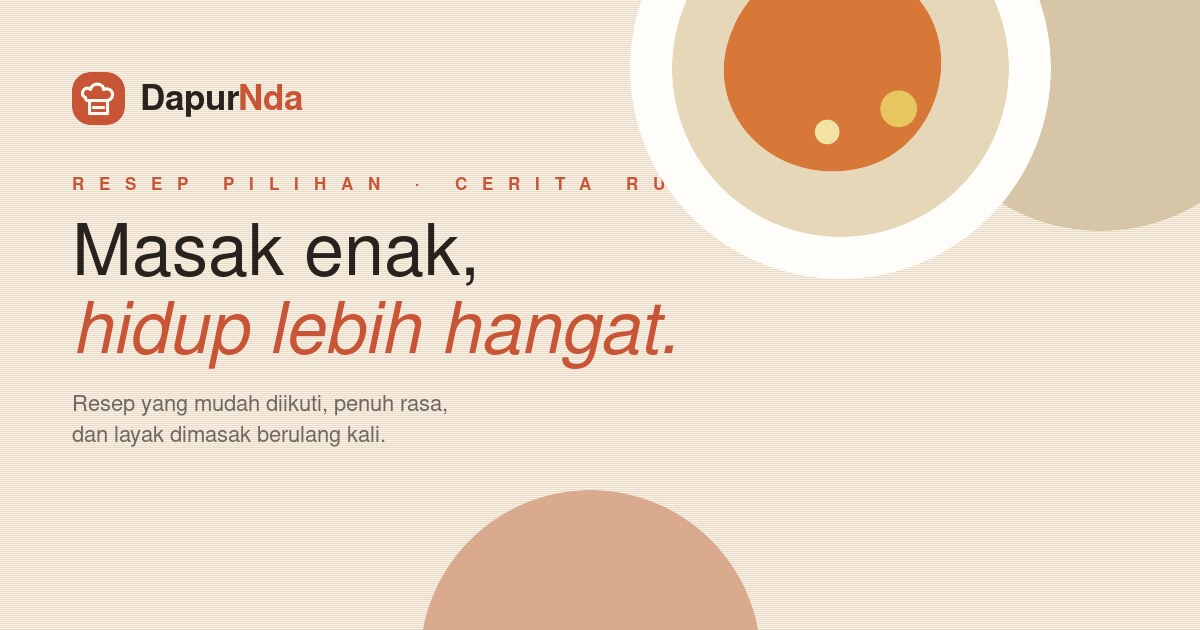 DapurNda
RESEP PILIHAN · CERITA
Masak enak,
hidup lebih hangat.
Resep yang mudah diikuti, penuh rasa,
dan layak dimasak berulang kali.